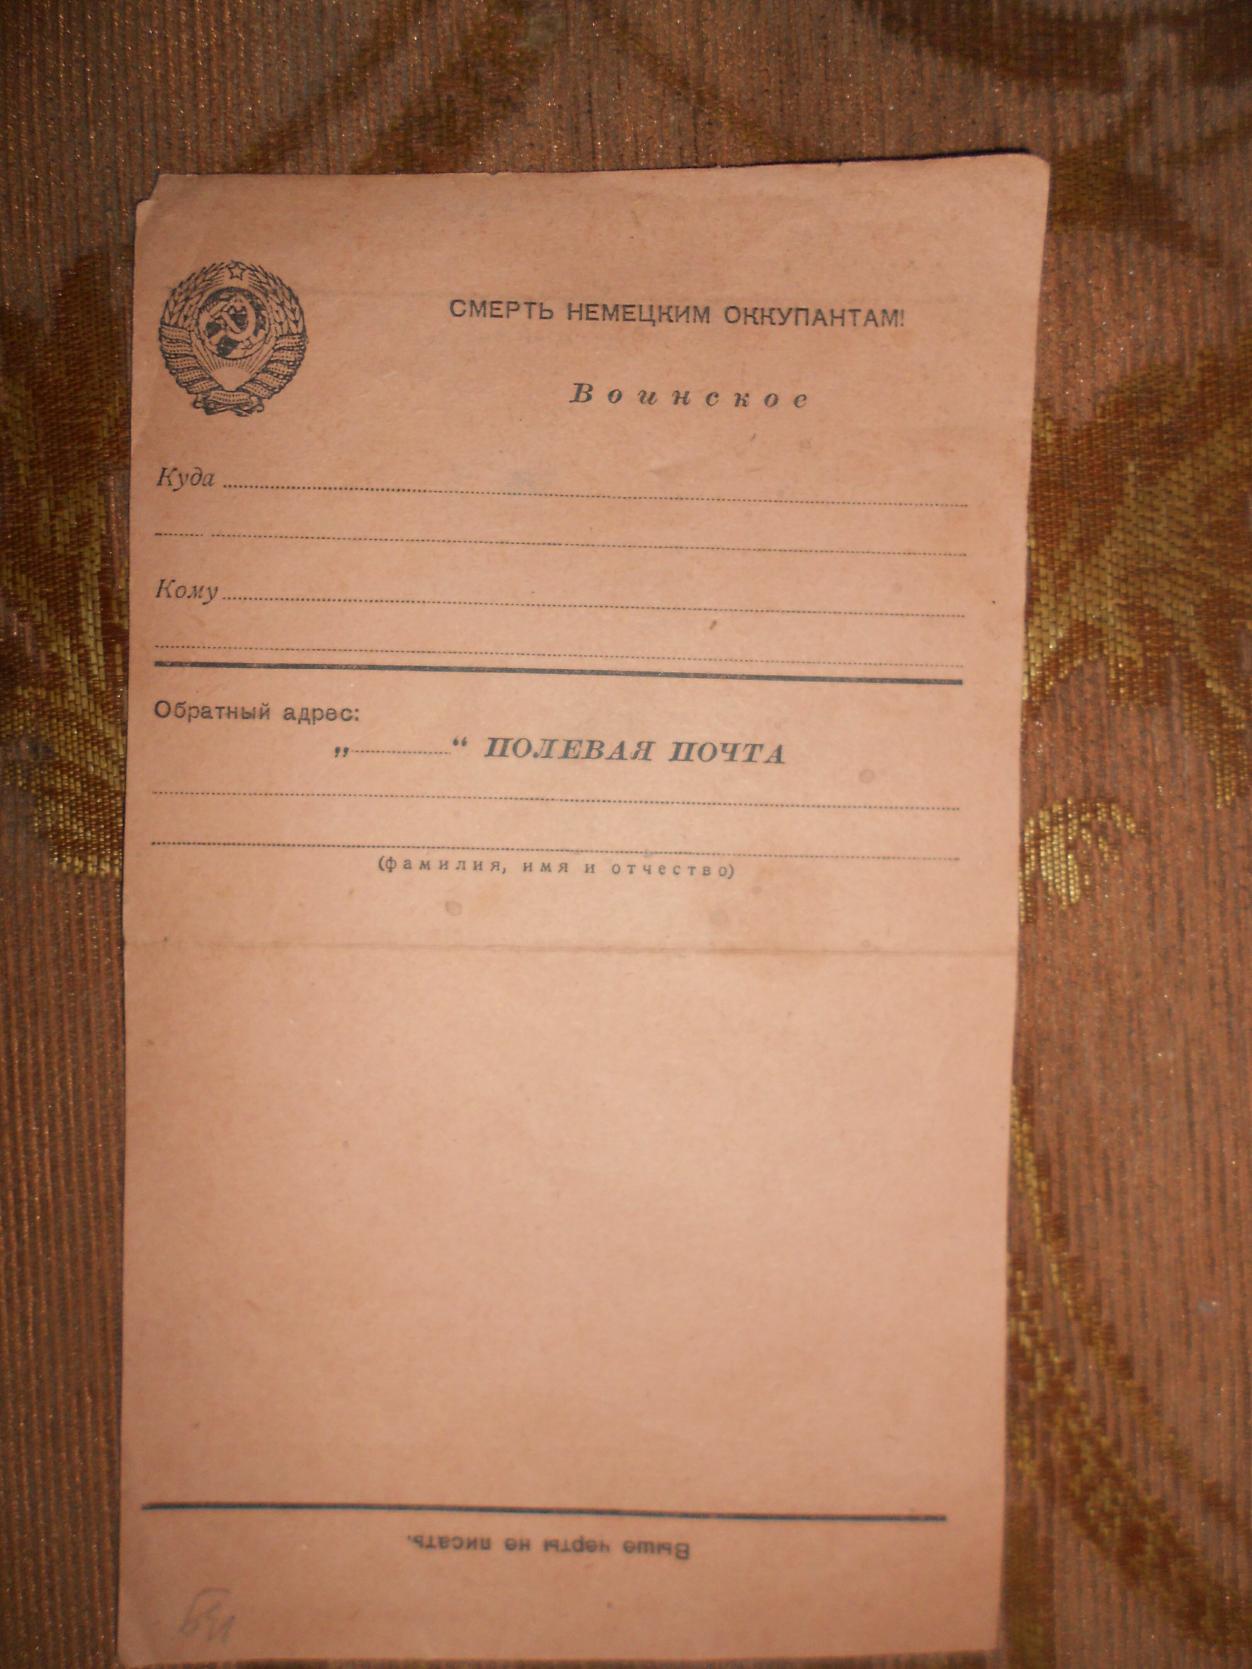 СМЕРТЬ НЕМЕЦКИМ ОККУПАНТАМ!
Воинское
Куда
Кому
Обратный адрес:
„ “ ПОЛЕВАЯ ПОЧТА
(фамилия, имя и отчество)
Выше черты не писать.